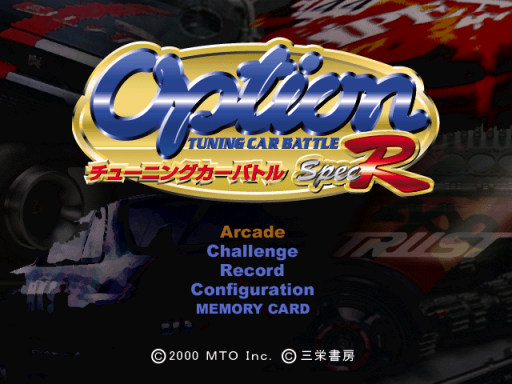 Option
TUNING CAR BATTLE
チューニングカーバトル Spec R
Arcade
Challenge
Record
TRUST
Configuration
MEMORY CARD
©2000 MTO Inc. ©三栄書房